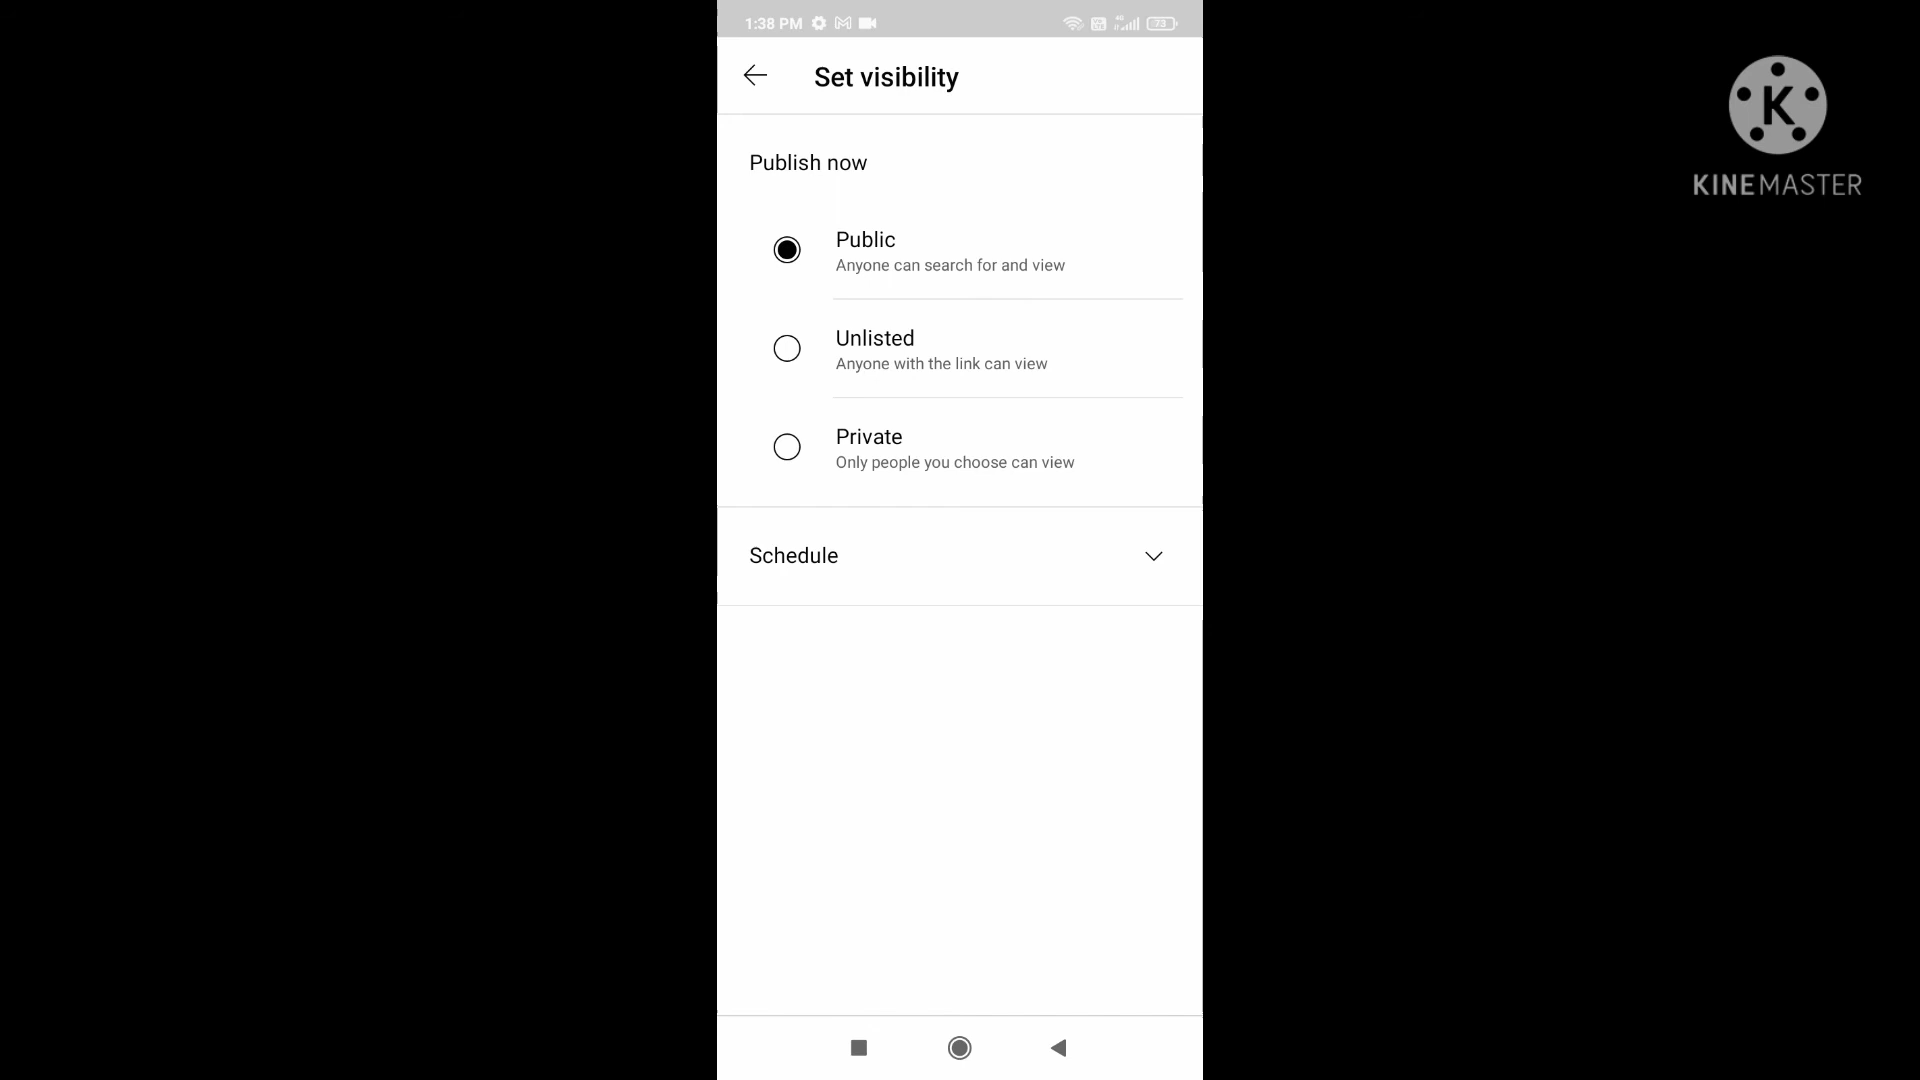 1:38 PM
73
Set visibility
Publish now
Public
Anyone can search for and view
Unlisted
Anyone with the link can view
Private
Only people you choose can view
Schedule
K
KINEMASTER